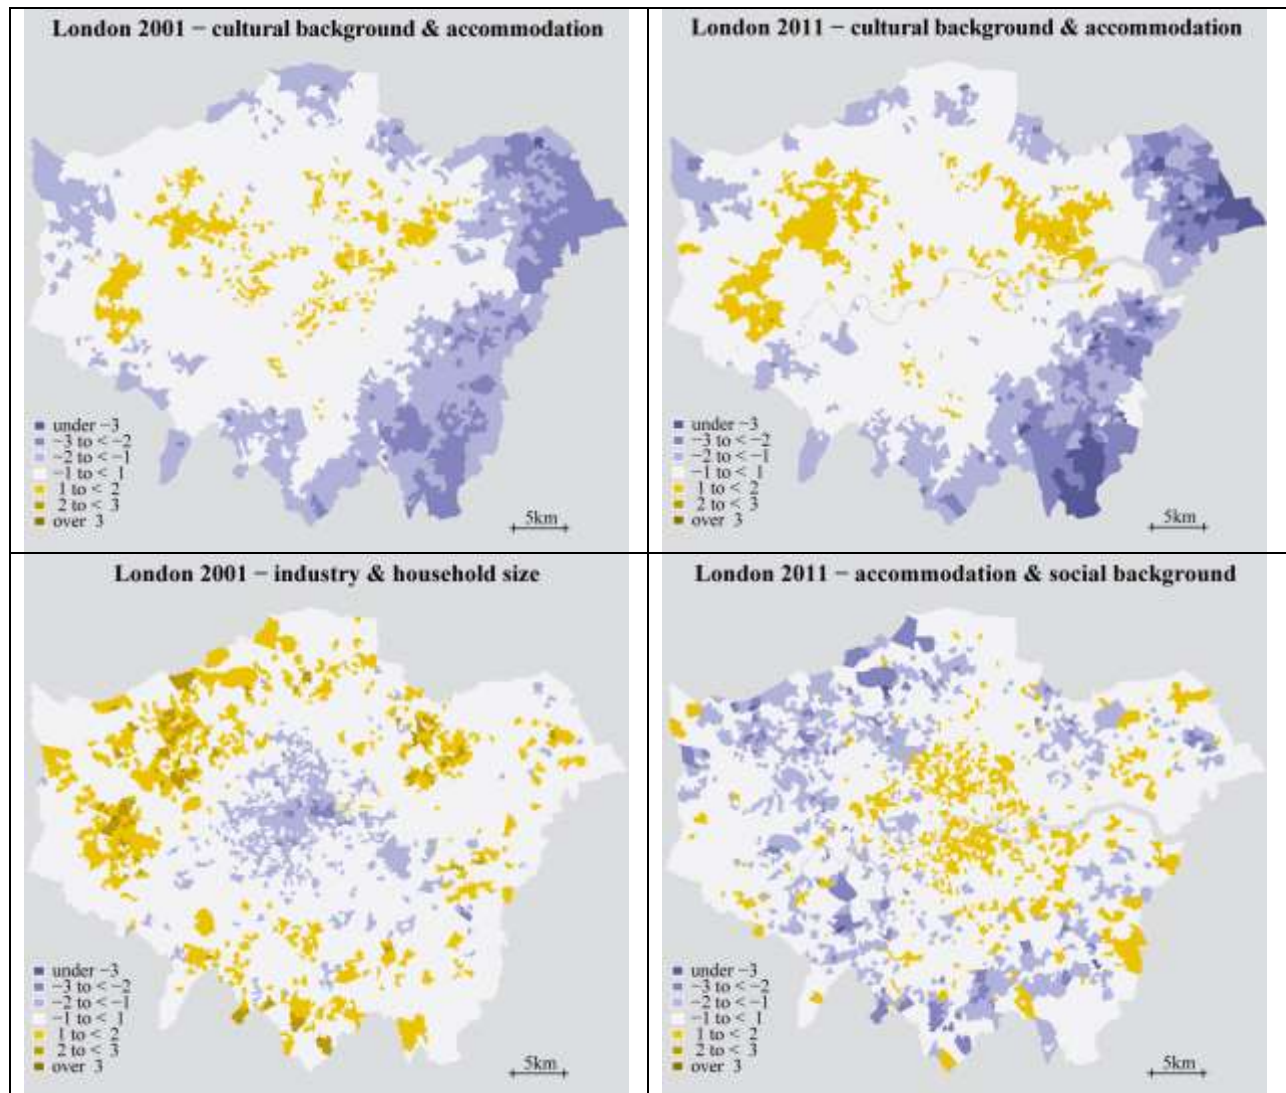 London 2001 − cultural background & accommodation
under −3
−3 to < −2
−2 to < −1
−1 to < 1
1 to < 2
2 to < 3
over 3
5km
London 2011 − cultural background & accommodation
under −3
−3 to < −2
−2 to < −1
−1 to < 1
1 to < 2
2 to < 3
over 3
5km
London 2001 − industry & household size
under −3
−3 to < −2
−2 to < −1
−1 to < 1
1 to < 2
2 to < 3
over 3
5km
London 2011 − accommodation & social background
under −3
−3 to < −2
−2 to < −1
−1 to < 1
1 to < 2
2 to < 3
over 3
5km